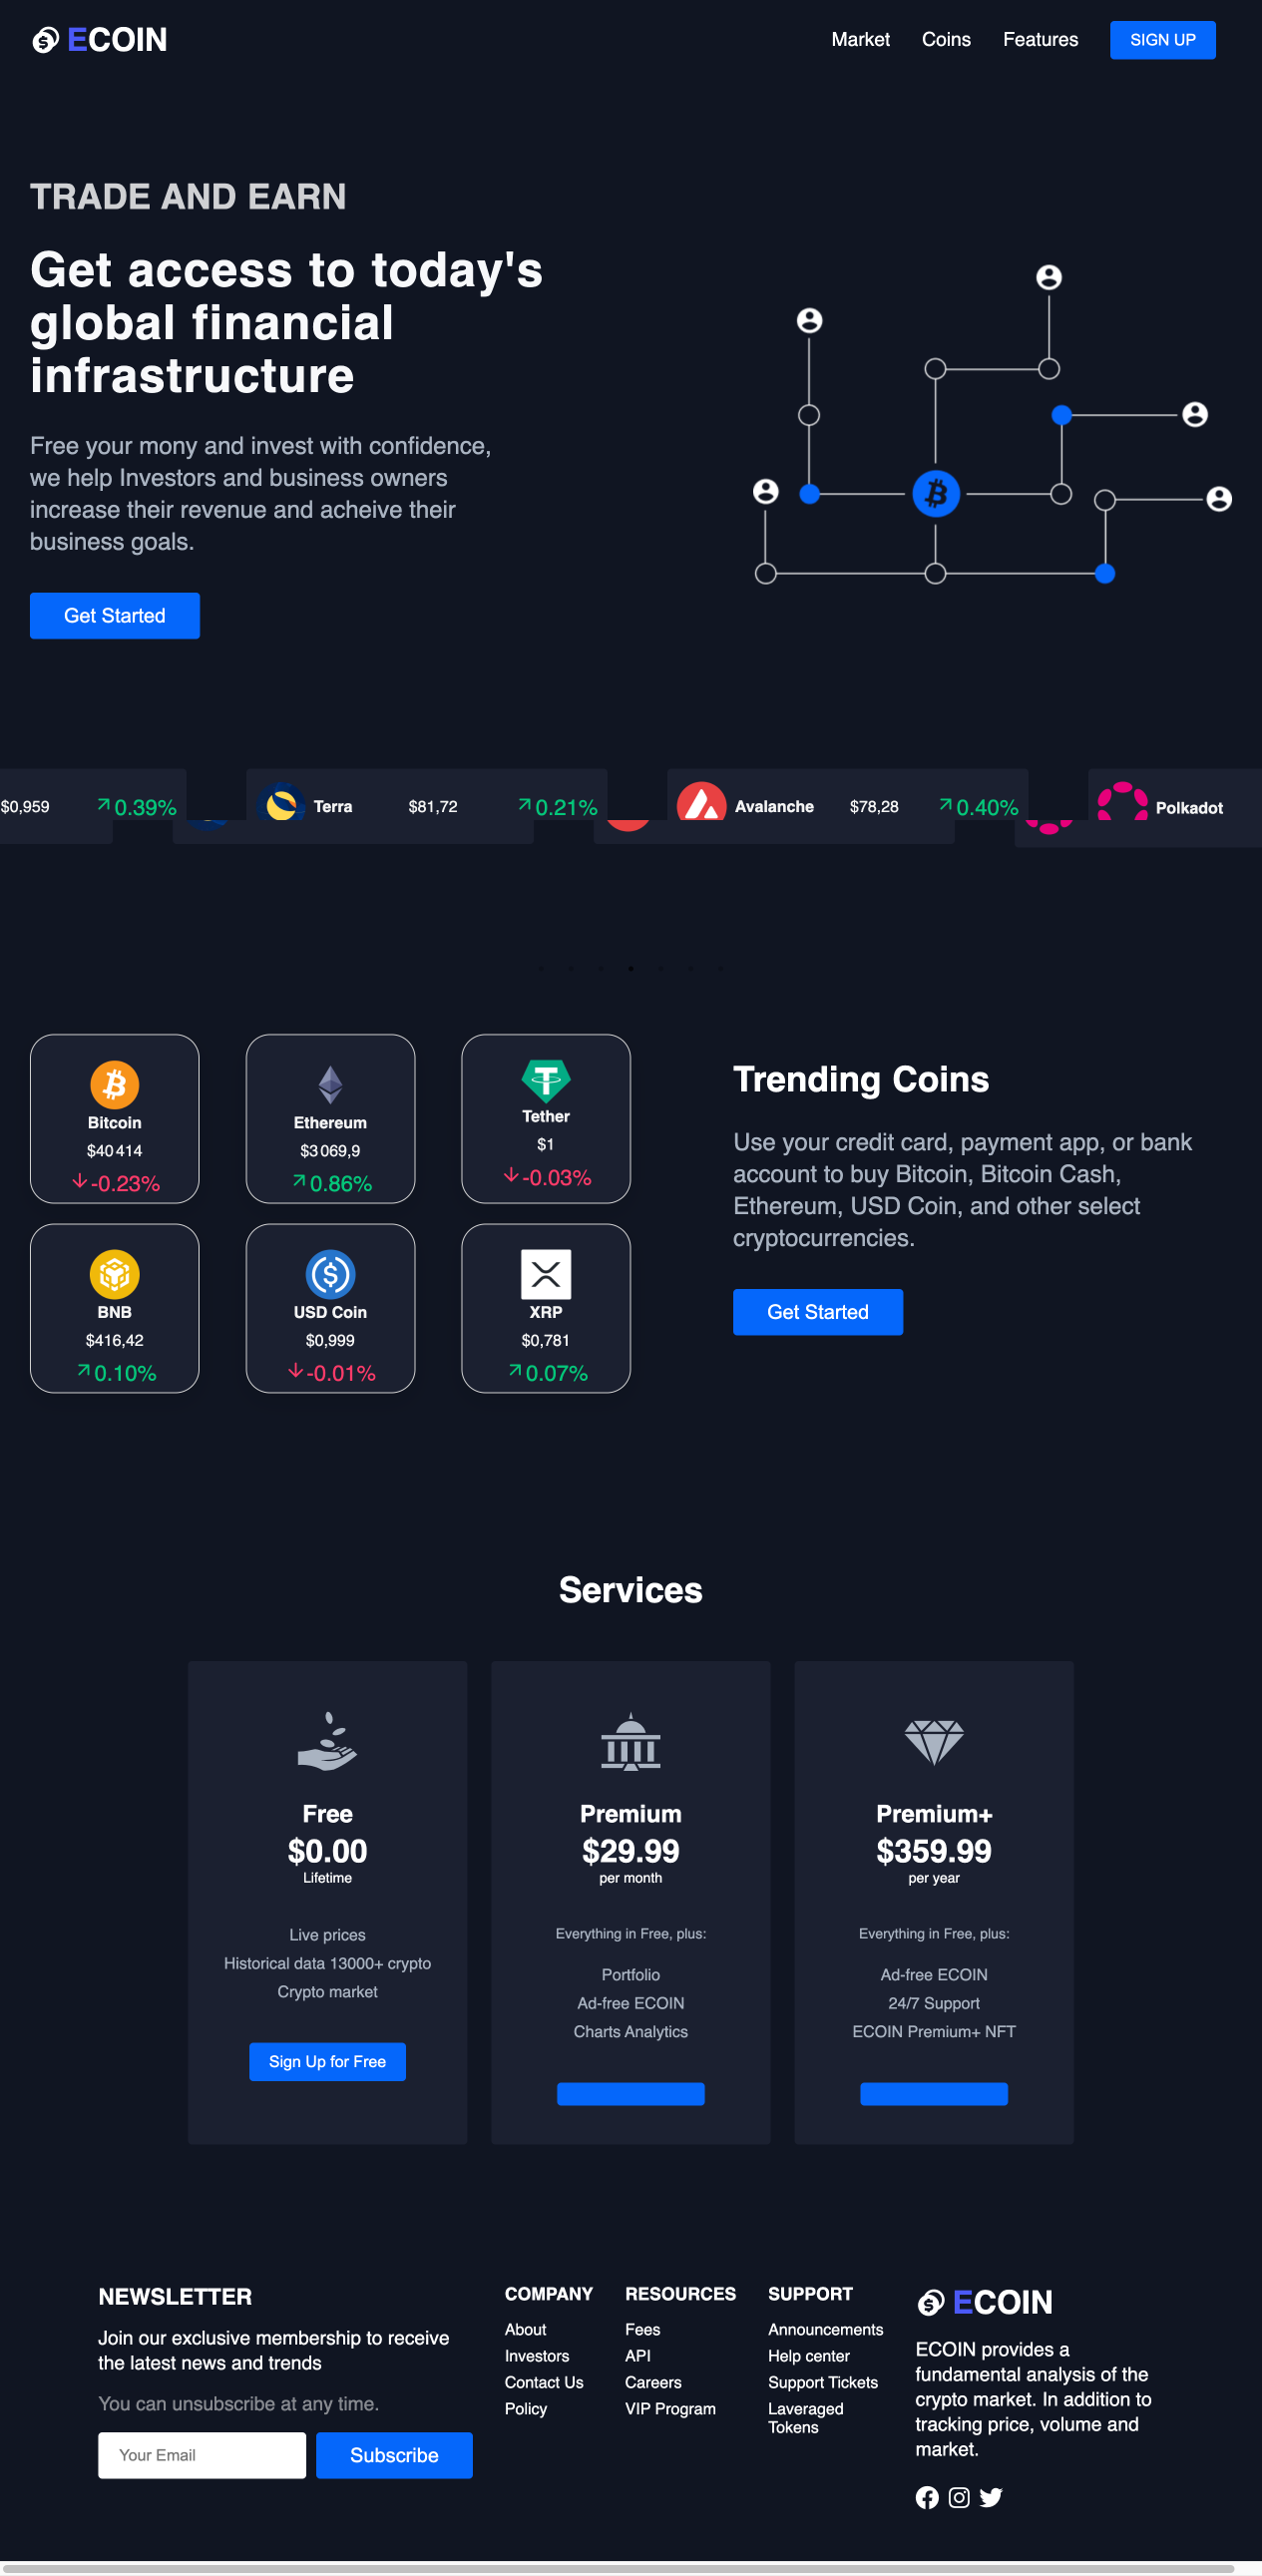 ECOIN
Market
Coins
Features
SIGN UP
TRADE AND EARN
Get access to today's
global financial
infrastructure
Free your mony and invest with confidence,
we help Investors and business owners
increase their revenue and acheive their
business goals.
Get Started
$0,959 0.39%
Terra $81,72 0.21%
Avalanche $78,28 0.40%
Polkadot
Bitcoin
$40 414
-0.23%
Ethereum
$3 069,9
0.86%
Tether
$1
-0.03%
BNB
$416,42
0.10%
USD Coin
$0,999
-0.01%
XRP
$0,781
0.07%
Trending Coins
Use your credit card, payment app, or bank
account to buy Bitcoin, Bitcoin Cash,
Ethereum, USD Coin, and other select
cryptocurrencies.
Get Started
Services
Free
$0.00
Lifetime
Live prices
Historical data 13000+ crypto
Crypto market
Sign Up for Free
Premium
$29.99
per month
Everything in Free, plus:
Portfolio
Ad-free ECOIN
Charts Analytics
Premium+
$359.99
per year
Everything in Free, plus:
Ad-free ECOIN
24/7 Support
ECOIN Premium+ NFT
NEWSLETTER
Join our exclusive membership to receive
the latest news and trends
You can unsubscribe at any time.
Your Email
Subscribe
COMPANY
About
Investors
Contact Us
Policy
RESOURCES
Fees
API
Careers
VIP Program
SUPPORT
Announcements
Help center
Support Tickets
Laveraged
Tokens
ECOIN
ECOIN provides a
fundamental analysis of the
crypto market. In addition to
tracking price, volume and
market.